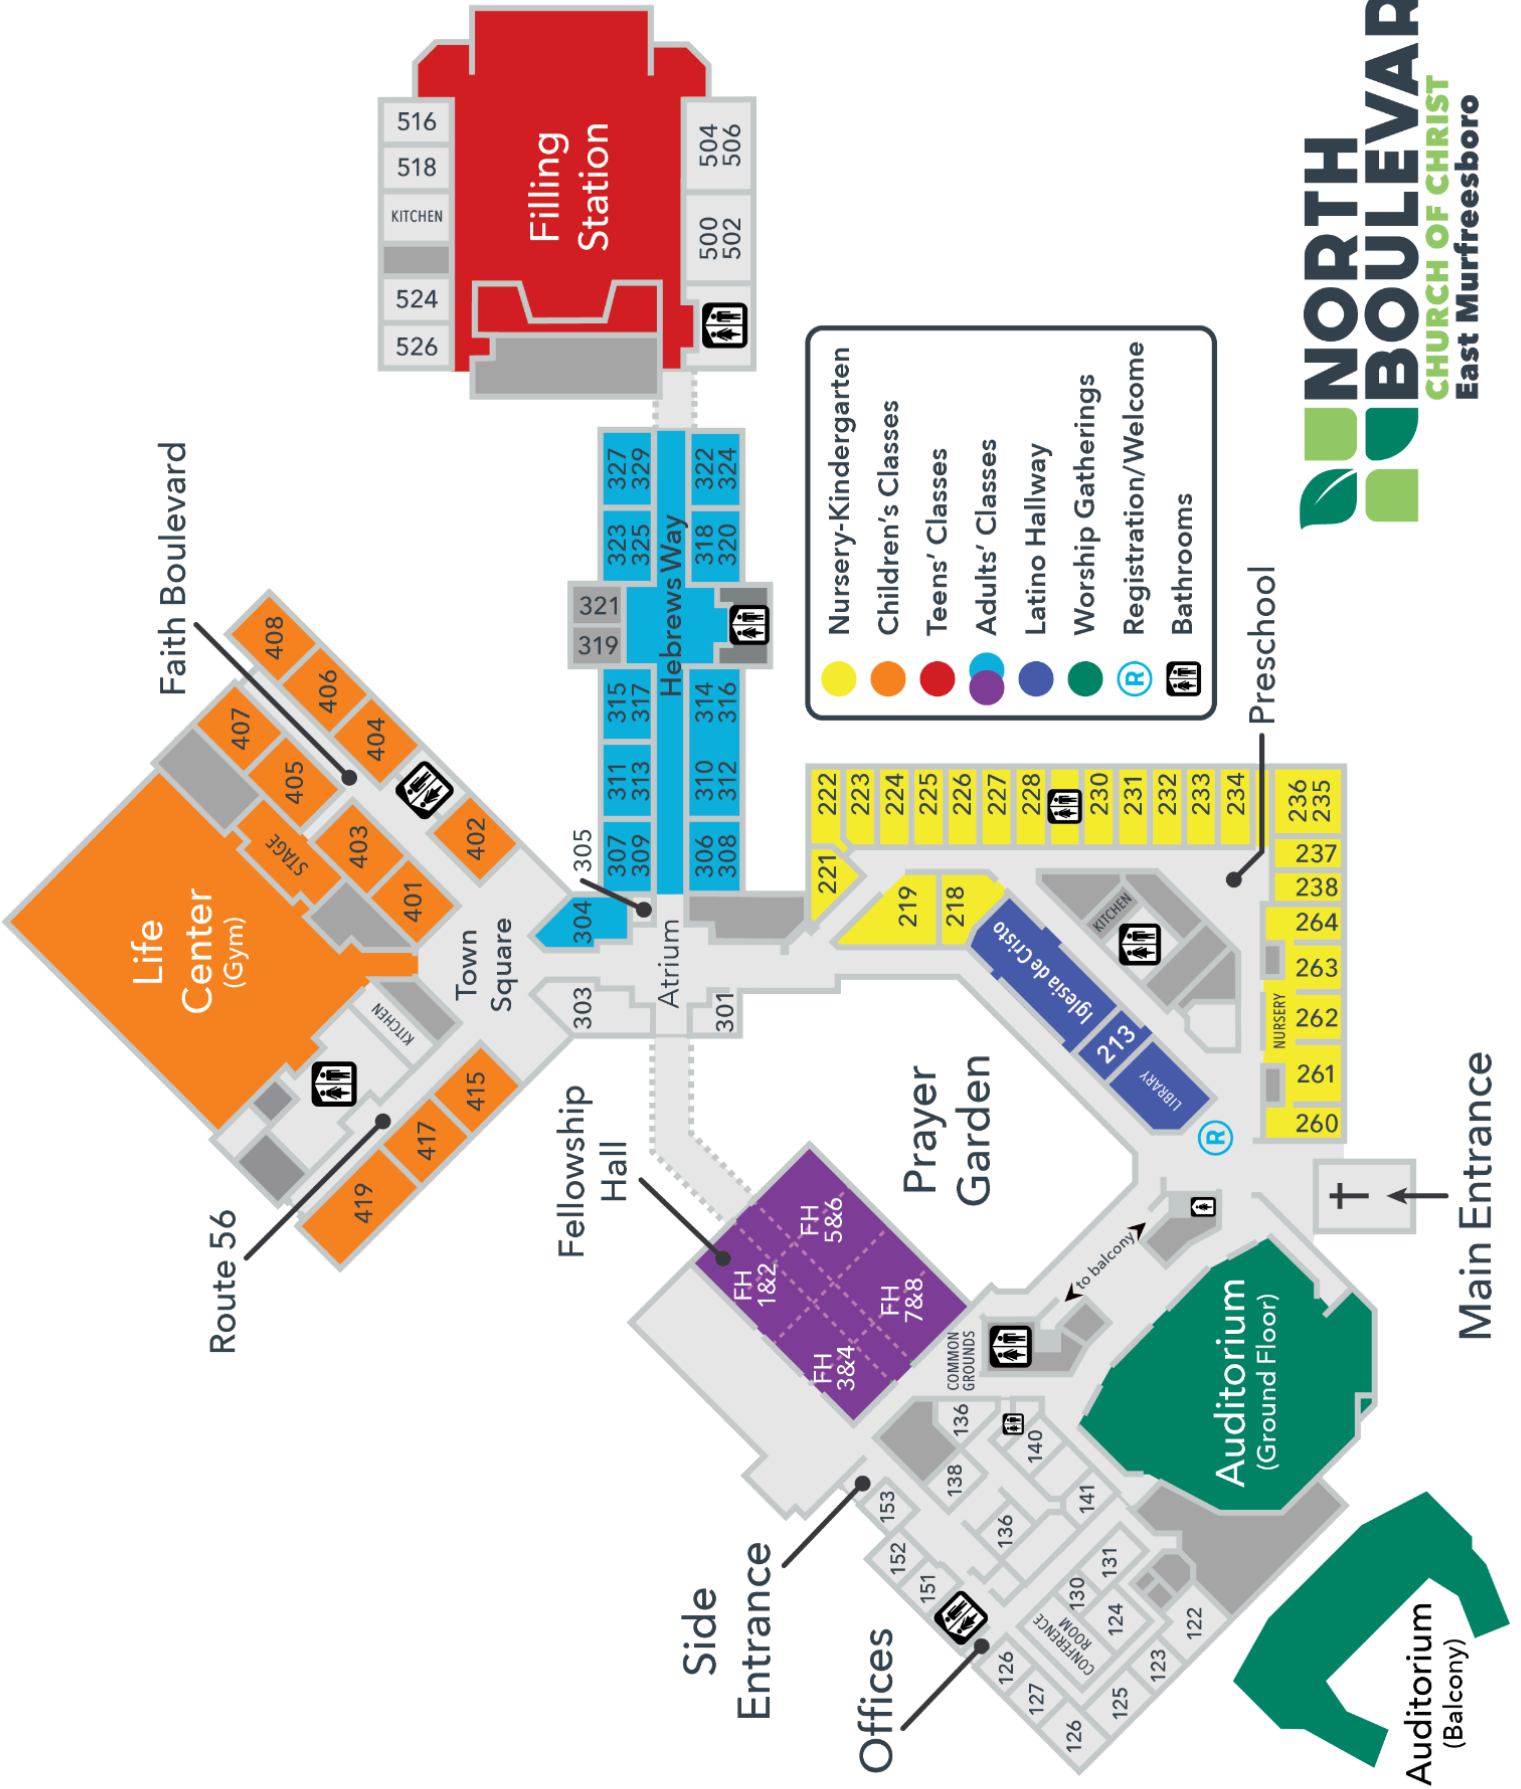 NORTH
BOULEVAR
CHURCH OF CHRIST
East Murfreesboro
Filling
Station
516
518
KITCHEN
524
526
504
506
500
502
Faith Boulevard
408
406
404
407
405
403
401
402
STAGE
Life
Center
(Gym)
KITCHEN
Town
Square
415
417
419
Route 56
327
329
322
324
323
325
318
320
321
319
Hebrews Way
315
317
314
316
311
313
310
312
305
307
309
306
308
304
303
Atrium
301
Nursery-Kindergarten
Children's Classes
Teens' Classes
Adults' Classes
Latino Hallway
Worship Gatherings
R Registration/Welcome
Bathrooms
Preschool
222
223
224
225
226
227
228
230
231
232
233
234
236
235
237
238
221
219
218
264
263
262
261
260
NURSERY
KITCHEN
Iglesia de Cristo
213
LIBRARY
R
Main Entrance
Prayer
Garden
Fellowship
Hall
FH
1&2
FH
5&6
FH
3&4
FH
7&8
to balcony
COMMON
GROUNDS
Auditorium
(Ground Floor)
136
138
140
141
136
153
152
151
131
130
124
CONFERENCE
ROOM
122
123
125
126
127
126
Side
Entrance
Offices
Auditorium
(Balcony)